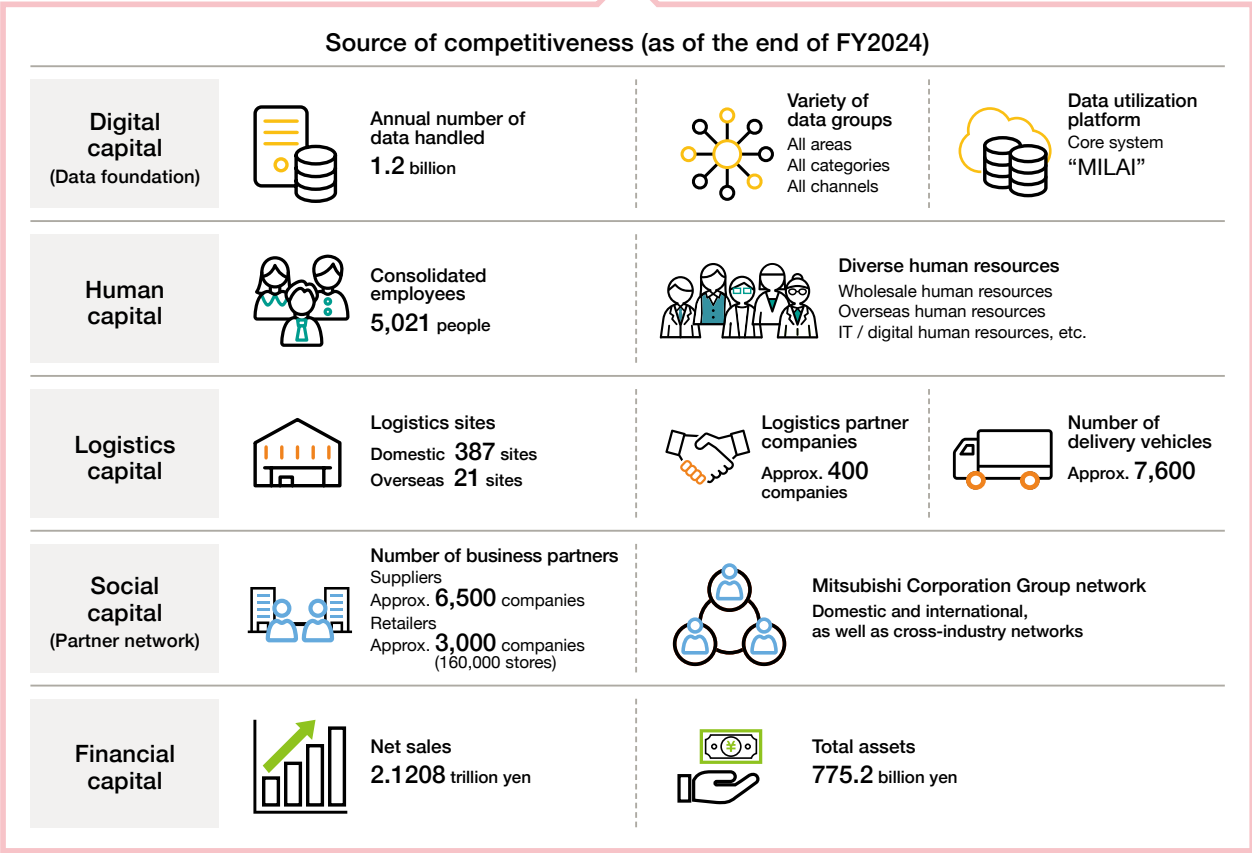 Source of competitiveness (as of the end of FY2024)
Digital
capital
(Data foundation)
Annual number of
data handled
1.2 billion
Variety of
data groups
All areas
All categories
All channels
Data utilization
platform
Core system
“MILAI”
Human
capital
Consolidated
employees
5,021 people
Diverse human resources
Wholesale human resources
Overseas human resources
IT / digital human resources, etc.
Logistics
capital
Logistics sites
Domestic 387 sites
Overseas 21 sites
Logistics partner
companies
Approx. 400
companies
Number of
delivery vehicles
Approx. 7,600
Social
capital
(Partner network)
Number of business partners
Suppliers
Approx. 6,500 companies
Retailers
Approx. 3,000 companies
(160,000 stores)
Mitsubishi Corporation Group network
Domestic and international,
as well as cross-industry networks
Financial
capital
Net sales
2.1208 trillion yen
¥
Total assets
775.2 billion yen